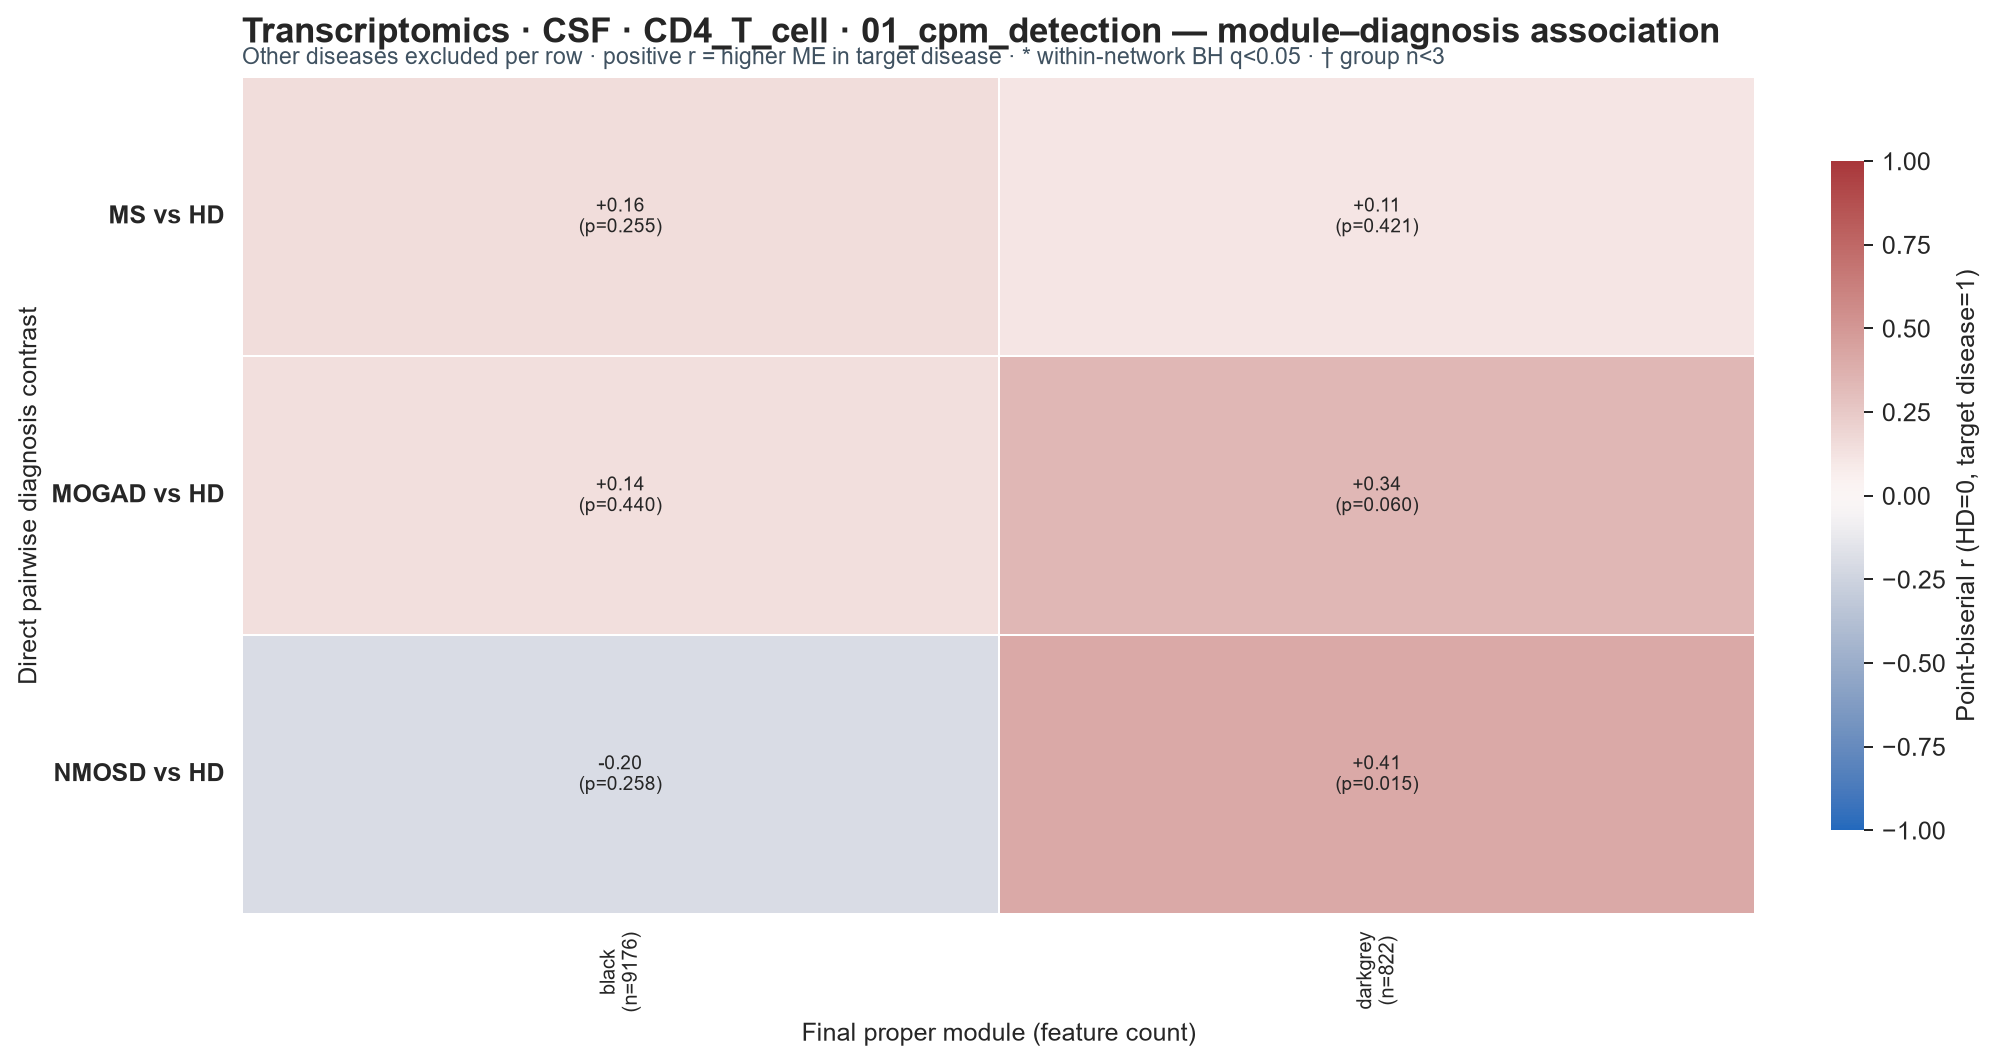 Transcriptomics · CSF · CD4_T_cell · 01_cpm_detection — module–diagnosis association
Other diseases excluded per row · positive r = higher ME in target disease · * within-network BH q<0.05 · † group n<3
Direct pairwise diagnosis contrast
MS vs HD
+0.16
(p=0.255)
+0.11
(p=0.421)
MOGAD vs HD
+0.14
(p=0.440)
+0.34
(p=0.060)
NMOSD vs HD
-0.20
(p=0.258)
+0.41
(p=0.015)
black
(n=9176)
darkgrey
(n=822)
Final proper module (feature count)
1.00
0.75
0.50
0.25
0.00
−0.25
−0.50
−0.75
−1.00
Point-biserial r (HD=0, target disease=1)